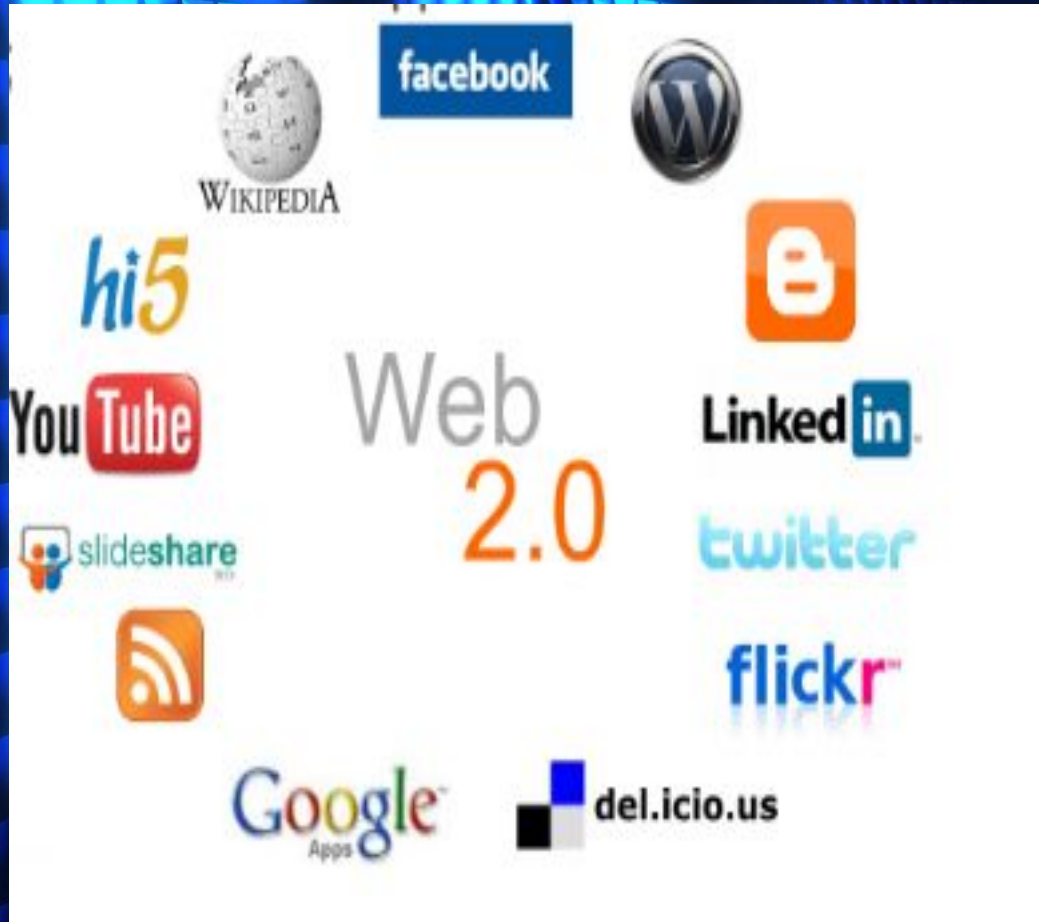 facebook
W
WIKIPEDIA
hi5
B
You Tube
Web
2.0
Linked in
slideshare
twitter
flickr
Google
Apps
del.icio.us